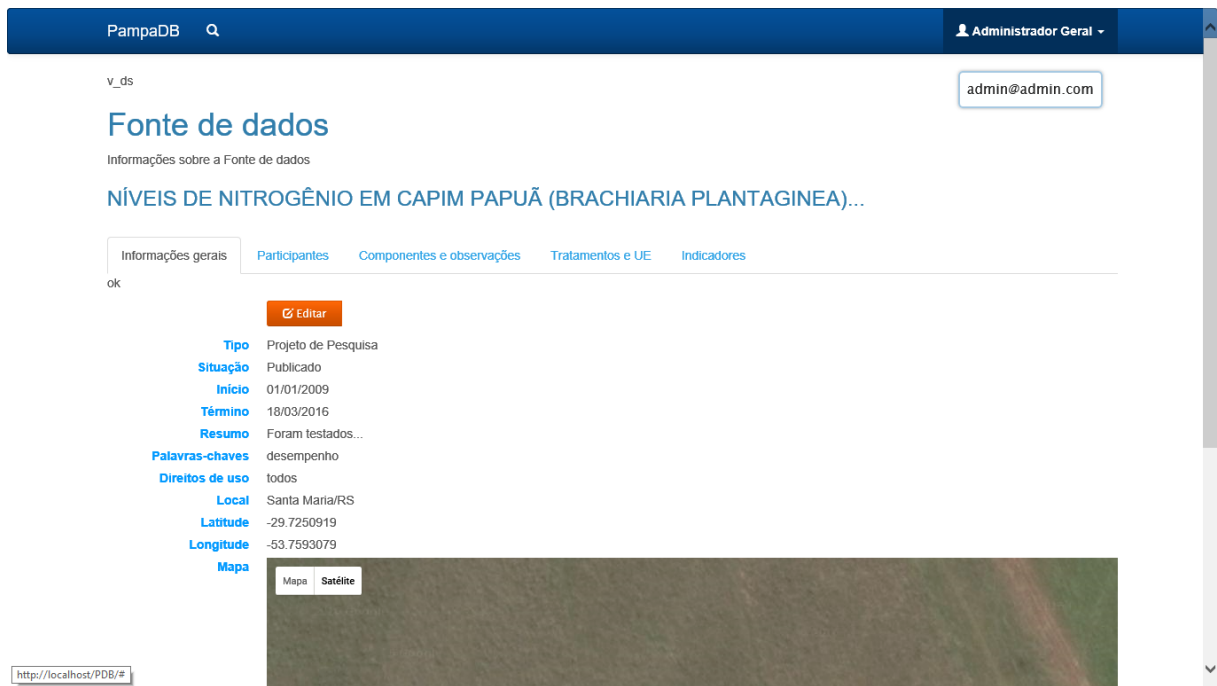 PampaDB
Administrador Geral
v_ds
admin@admin.com
Fonte de dados
Informações sobre a Fonte de dados
NÍVEIS DE NITROGÊNIO EM CAPIM PAPUÃ (BRACHIARIA PLANTAGINEA)...
Informações gerais Participantes Componentes e observações Tratamentos e UE Indicadores
ok
Editar
Tipo Projeto de Pesquisa
Situação Publicado
Início 01/01/2009
Término 18/03/2016
Resumo Foram testados...
Palavras-chaves desempenho
Direitos de uso todos
Local Santa Maria/RS
Latitude -29.7250919
Longitude -53.7593079
Mapa
Mapa Satélite
http://localhost/PDB/#